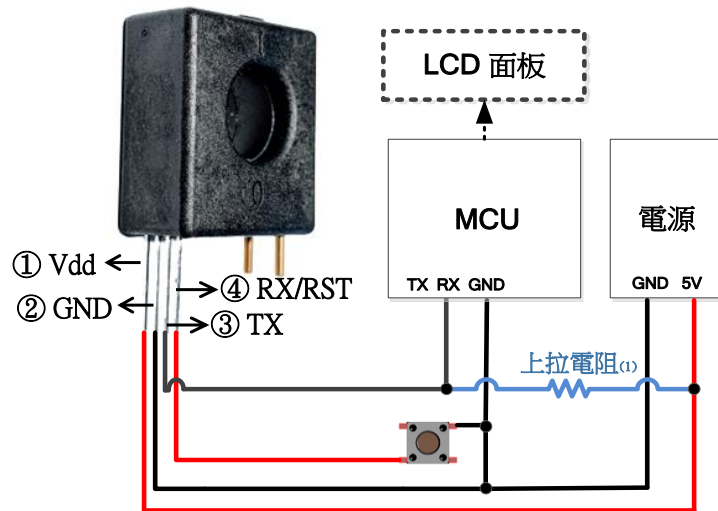 LCD 面板
MCU
電源
TX RX GND
GND 5V
① Vdd
② GND
④ RX/RST
③ TX
上拉電阻(1)